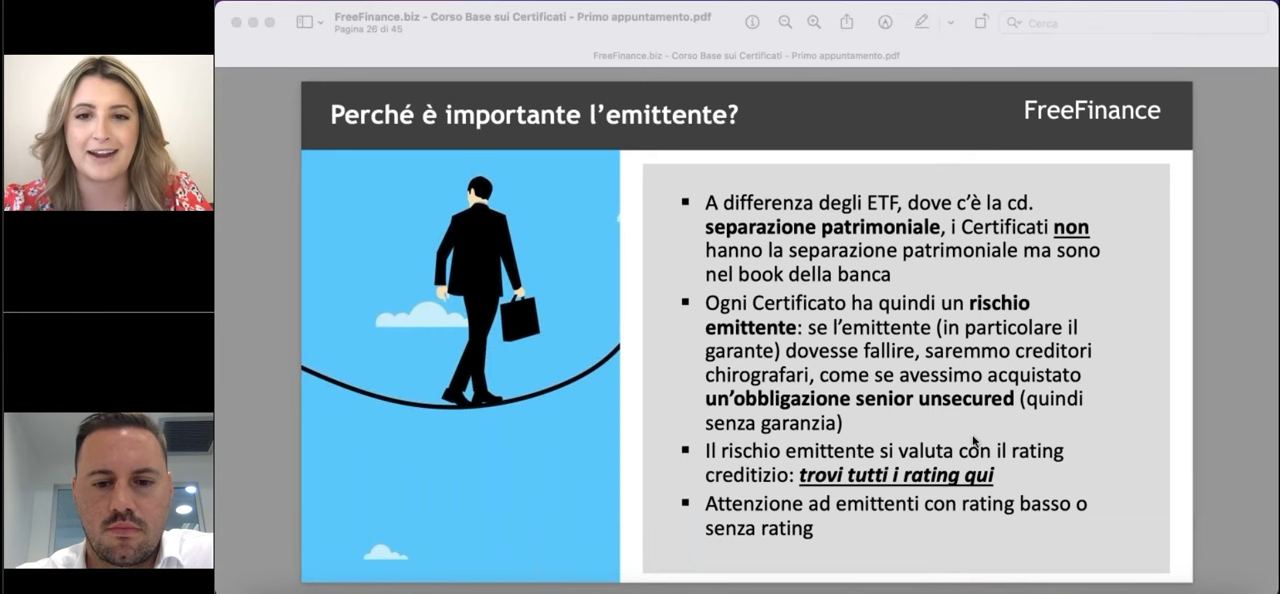 FreeFinance.biz - Corso Base sui Certificati - Primo appuntamento.pdf
Pagina 26 di 45
Cerca
FreeFinance.biz - Corso Base sui Certificati - Primo appuntamento.pdf
Perché è importante l'emittente?
FreeFinance
▪ A differenza degli ETF, dove c'è la cd.
separazione patrimoniale, i Certificati non
hanno la separazione patrimoniale ma sono
nel book della banca
▪ Ogni Certificato ha quindi un rischio
emittente: se l'emittente (in particolare il
garante) dovesse fallire, saremmo creditori
chirografari, come se avessimo acquistato
un'obbligazione senior unsecured (quindi
senza garanzia)
▪ Il rischio emittente si valuta con il rating
creditizio: trovi tutti i rating qui
▪ Attenzione ad emittenti con rating basso o
senza rating